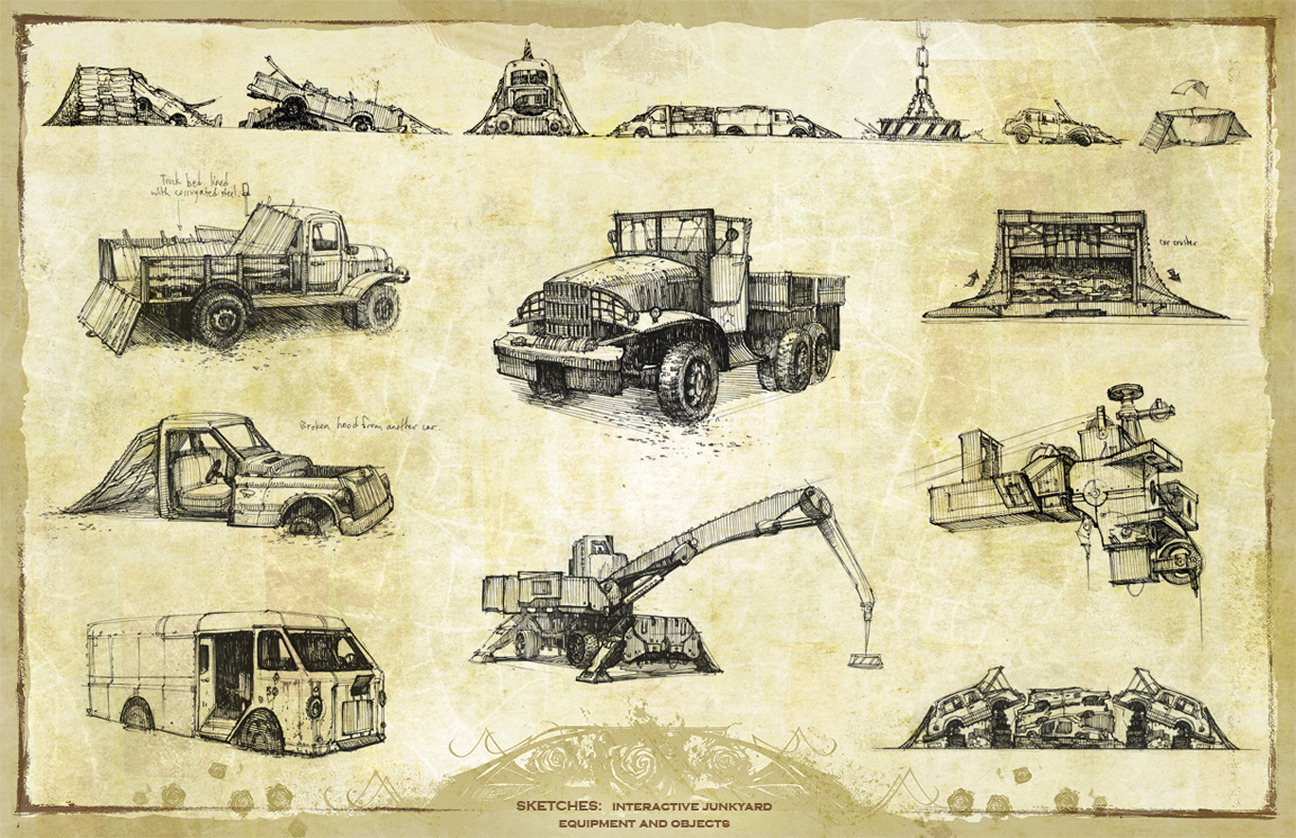 Truck bed lined
with corrugated steel.
car crusher
Broken hood from another car.
50
SKETCHES: INTERACTIVE JUNKYARD
EQUIPMENT AND OBJECTS